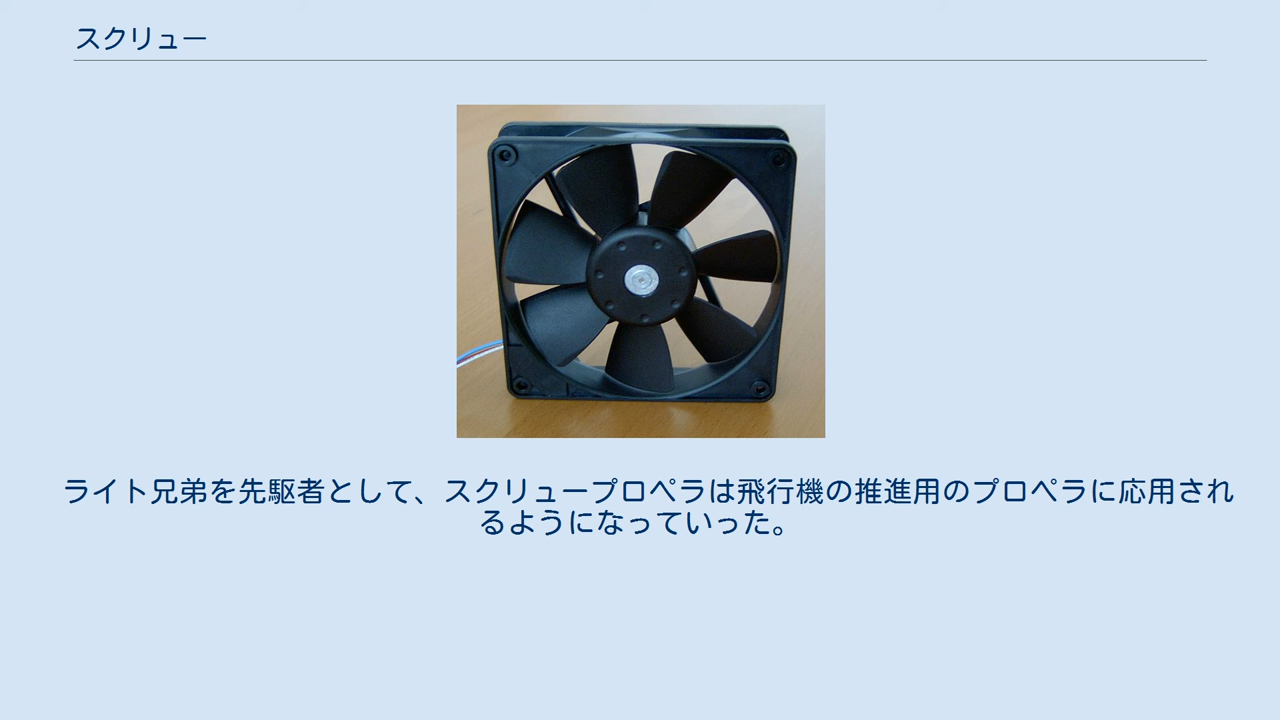 スクリュー
ライト兄弟を先駆者として、スクリュープロペラは飛行機の推進用のプロペラに応用され
るようになっていった。